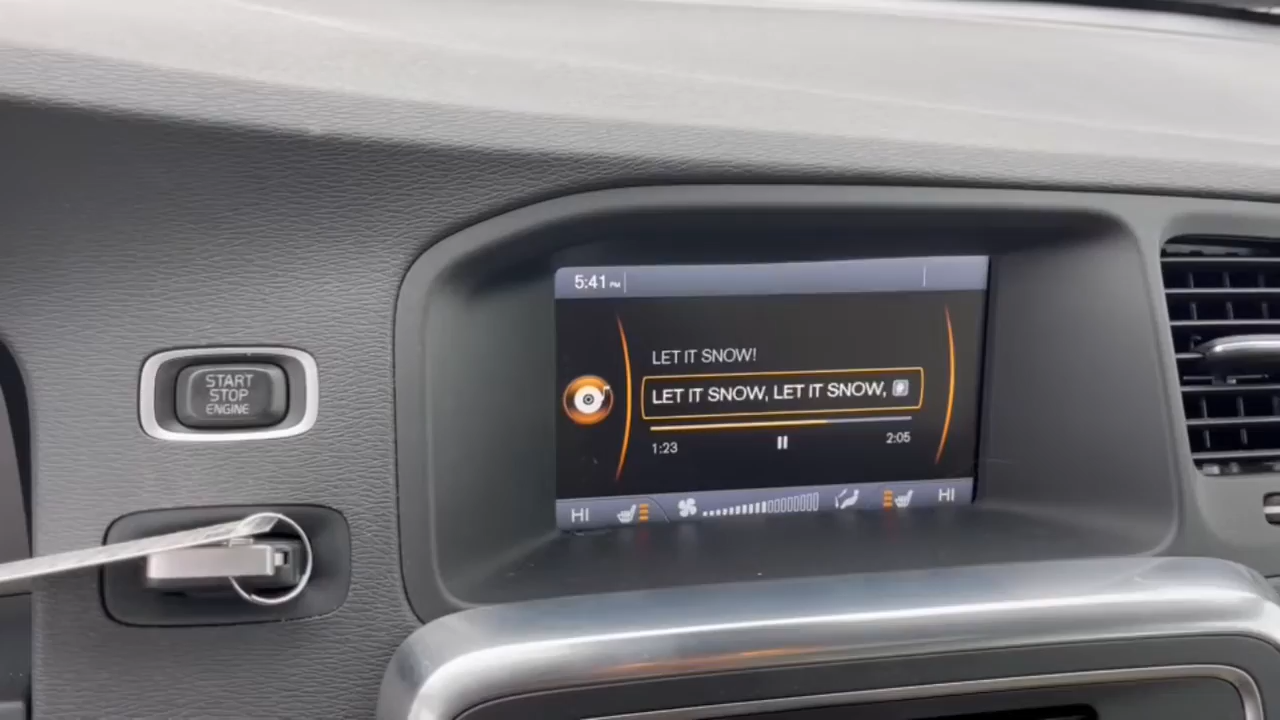 5:41 PM
LET IT SNOW!
LET IT SNOW, LET IT SNOW,
1:23 2:05
HI HI
START
STOP
ENGINE